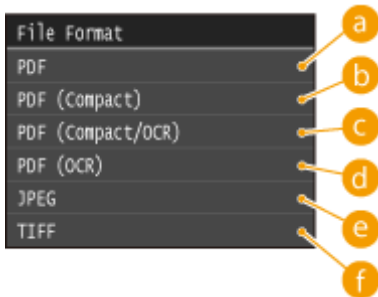 File Format
PDF
PDF (Compact)
PDF (Compact/OCR)
PDF (OCR)
JPEG
TIFF
a
b
c
d
e
f